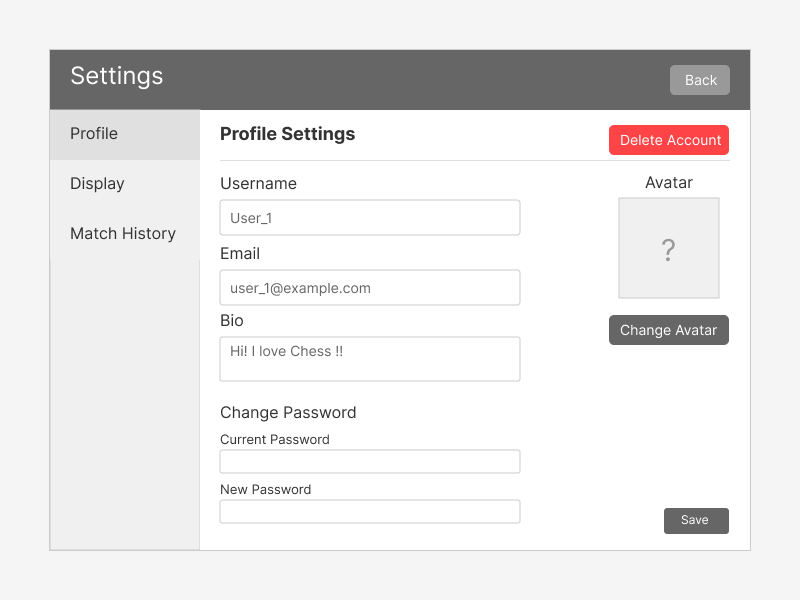 Settings
Back
Profile
Display
Match History
Profile Settings
Delete Account
Username
User_1
Email
user_1@example.com
Bio
Hi! I love Chess !!
Avatar
?
Change Avatar
Change Password
Current Password
New Password
Save